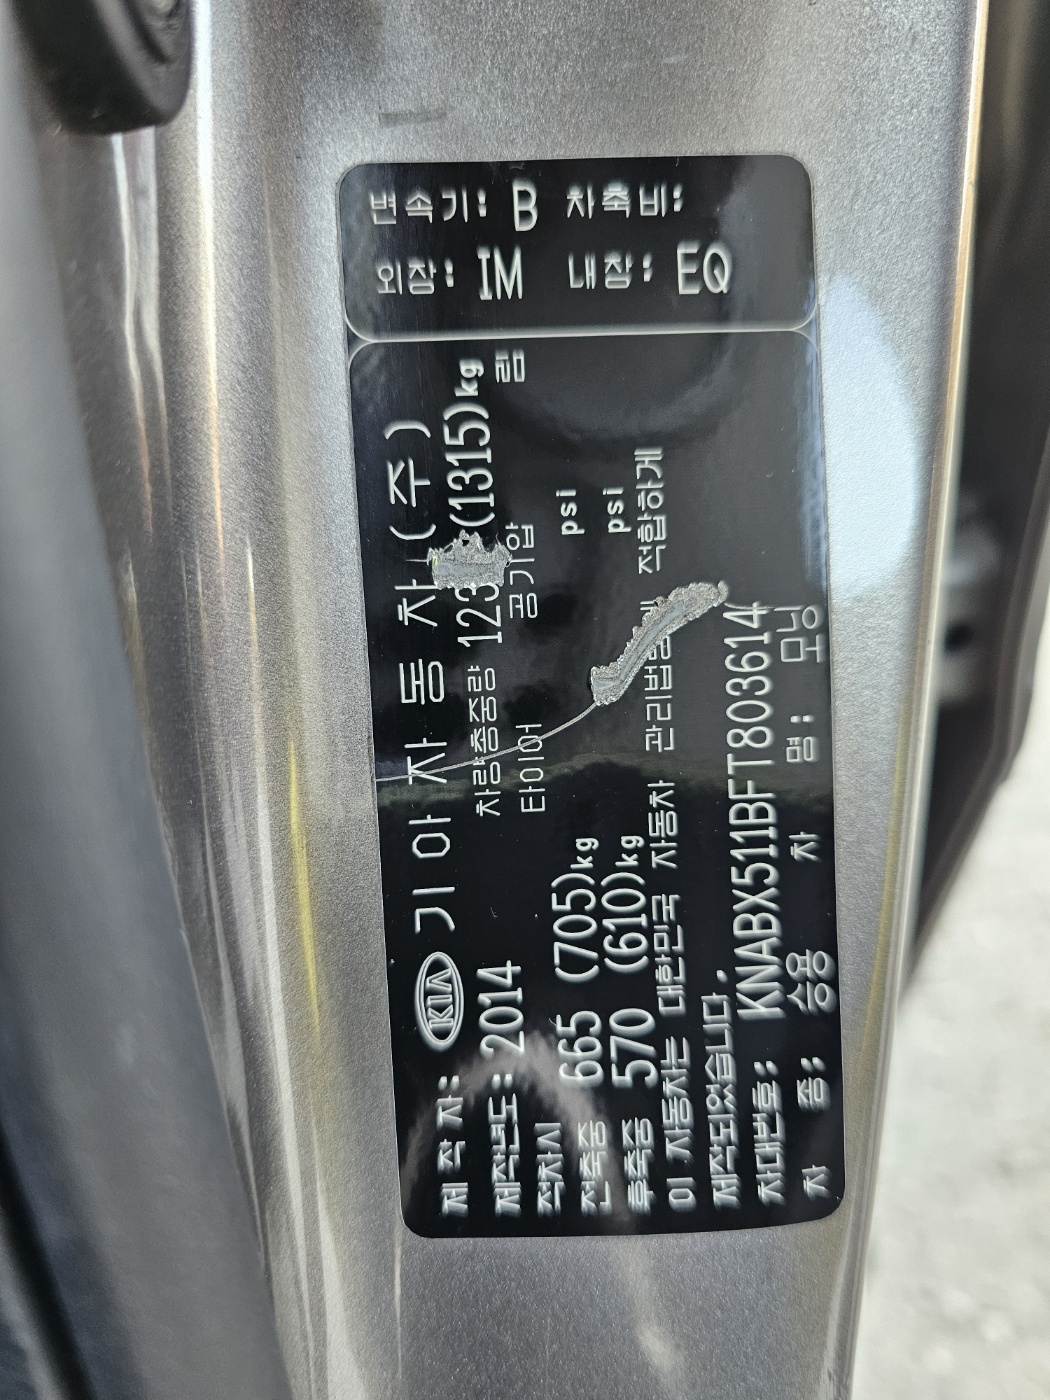 변속기: B 차축비:
외장: IM 내장: EQ
제 작 자: KIA 기아자동차(주)
제작년도: 2014 차량총중량 123 (1315)kg
적차시 타이어 공기압 림
전축중 665 (705)kg psi
후축중 570 (610)kg psi
이 자동차는 대한민국 자동차 관리법 적합하게
제작되었습니다.
차대번호: KNABX511BFT803614
차 종: 승용 차 명: 모닝